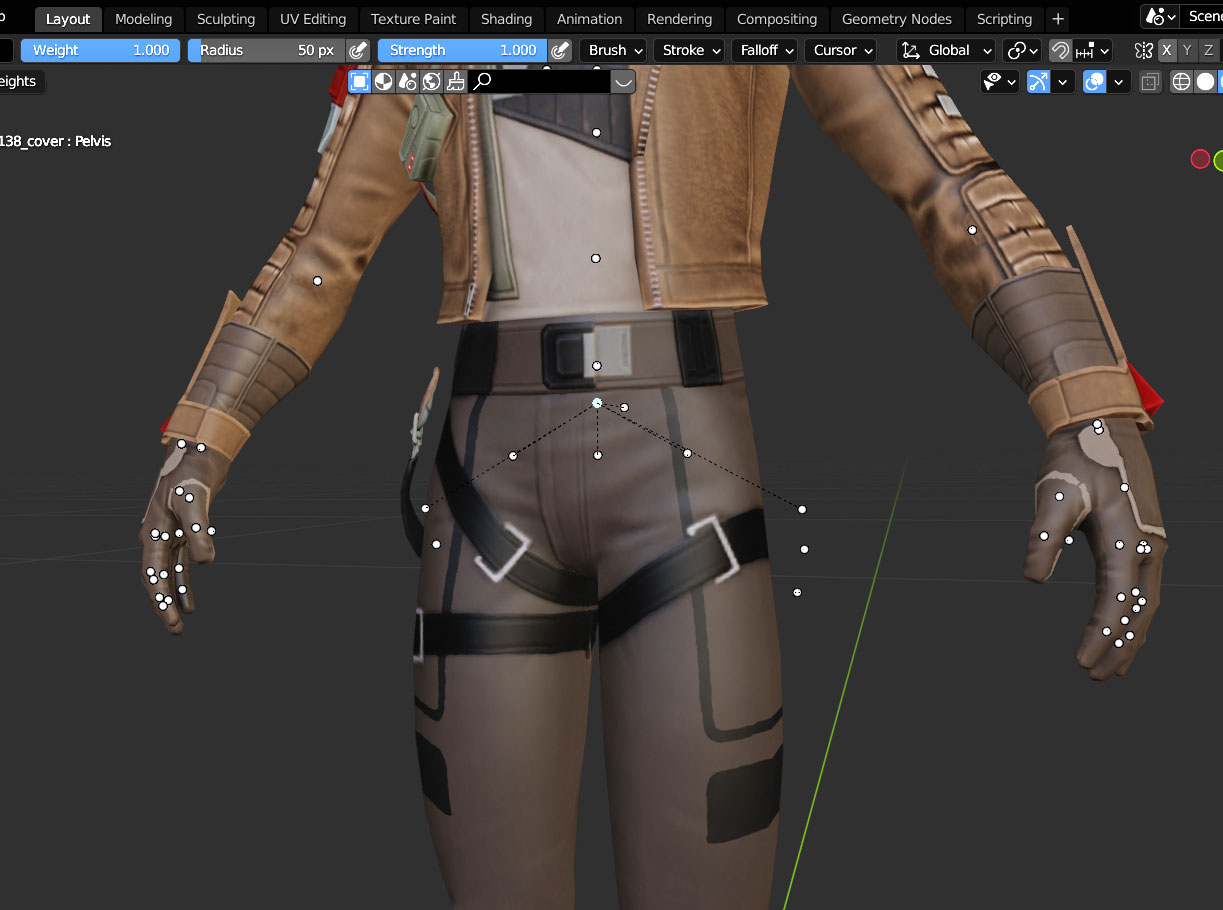 Layout Modeling Sculpting UV Editing Texture Paint Shading Animation Rendering Compositing Geometry Nodes Scripting + Scene
Weight 1.000 Radius 50 px Strength 1.000 Brush Stroke Falloff Cursor Global X Y Z
eights
138_cover : Pelvis